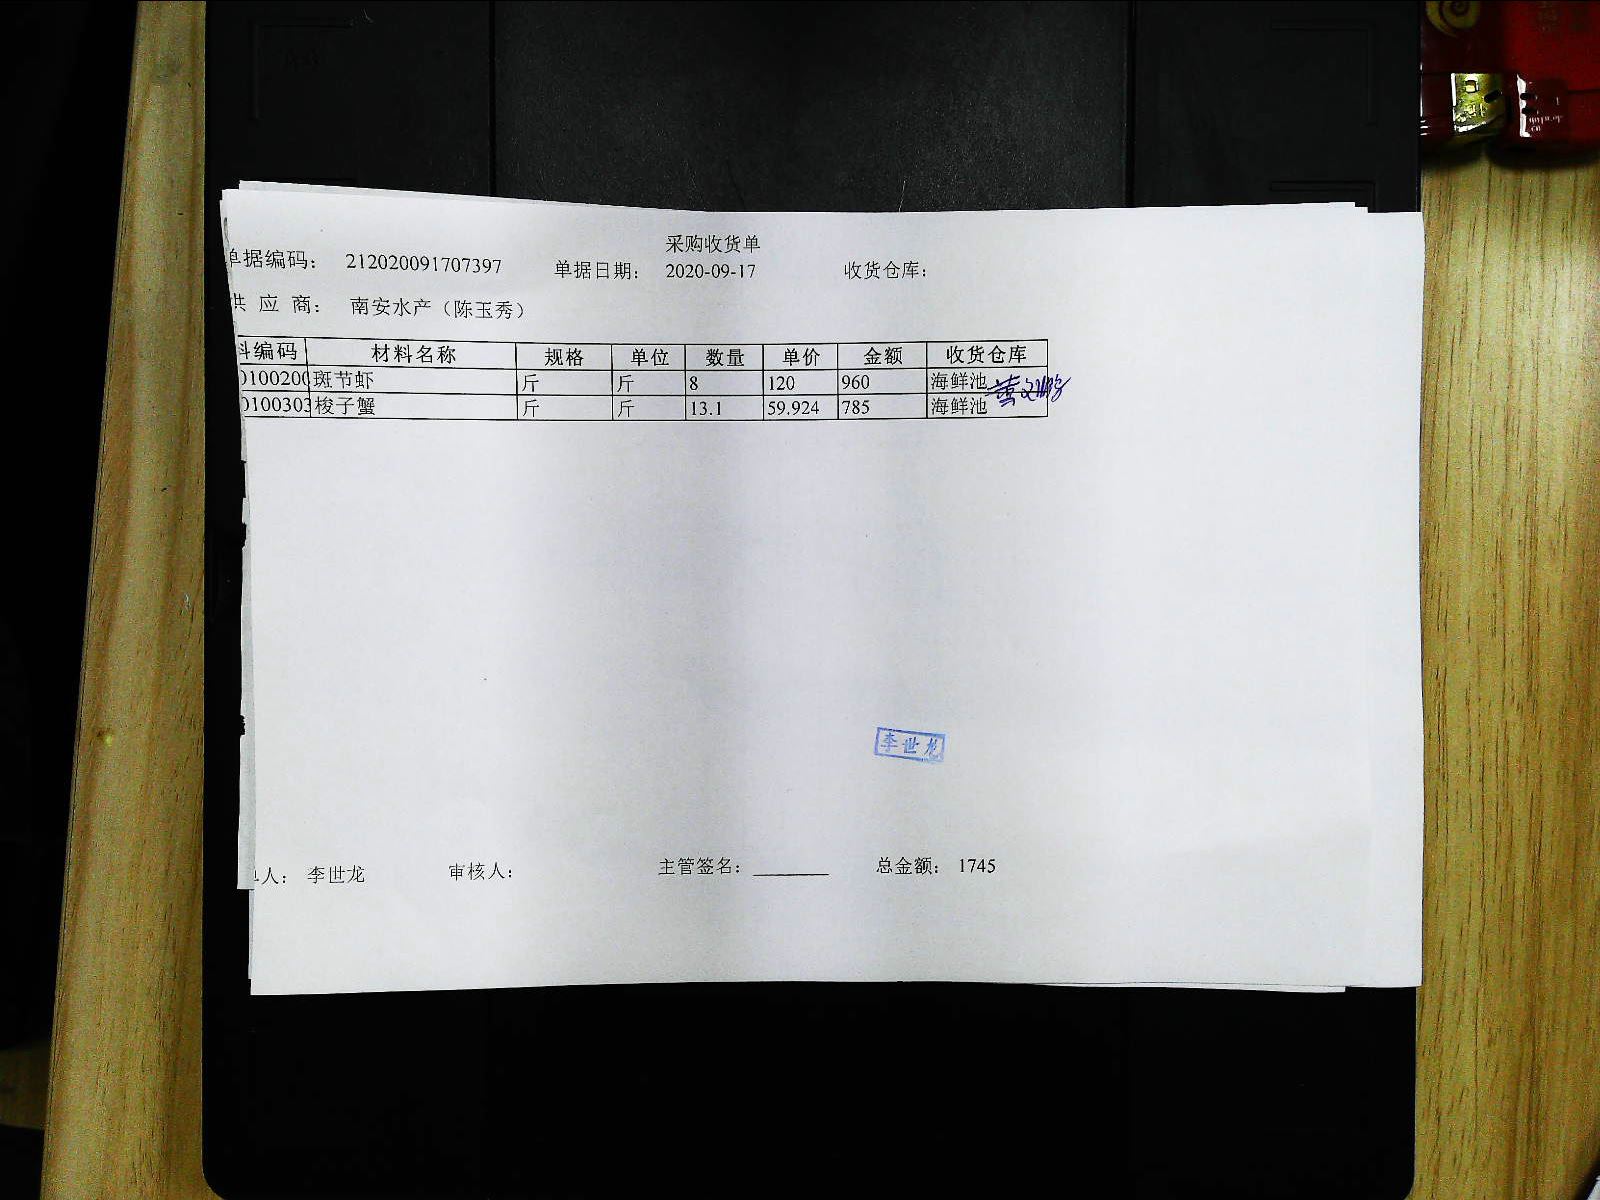 采购收货单
单据编码： 212020091707397 单据日期： 2020-09-17 收货仓库：
供 应 商： 南安水产（陈玉秀）
料编码 材料名称 规格 单位 数量 单价 金额 收货仓库
0100200 斑节虾 斤 斤 8 120 960 海鲜池
0100303 梭子蟹 斤 斤 13.1 59.924 785 海鲜池
李世龙
单人： 李世龙 审核人： 主管签名： 总金额： 1745